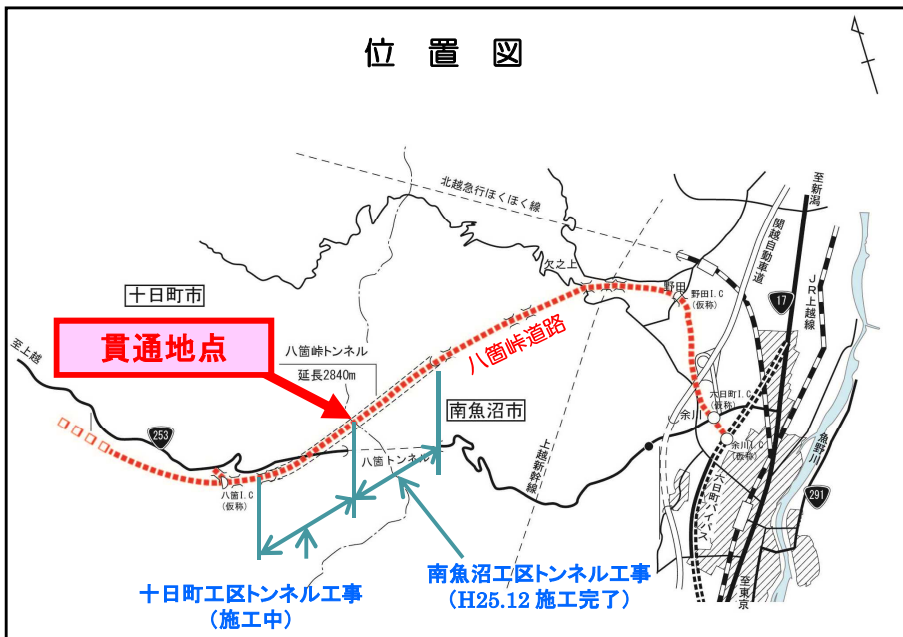 位置図
至新潟
北越急行ほくほく線
関越自動車道
17
JR上越線
欠之上
野田
野田I.C
(仮称)
十日町市
貫通地点
八箇峠道路
八箇峠トンネル
延長2840m
至上越
六日町I.C
(仮称)
余川
南魚沼市
253
八箇トンネル
余川I.C
(仮称)
魚野川
上越新幹線
八箇I.C
(仮称)
六日町バイパス
291
至東京
十日町工区トンネル工事
(施工中)
南魚沼工区トンネル工事
(H25.12 施工完了)